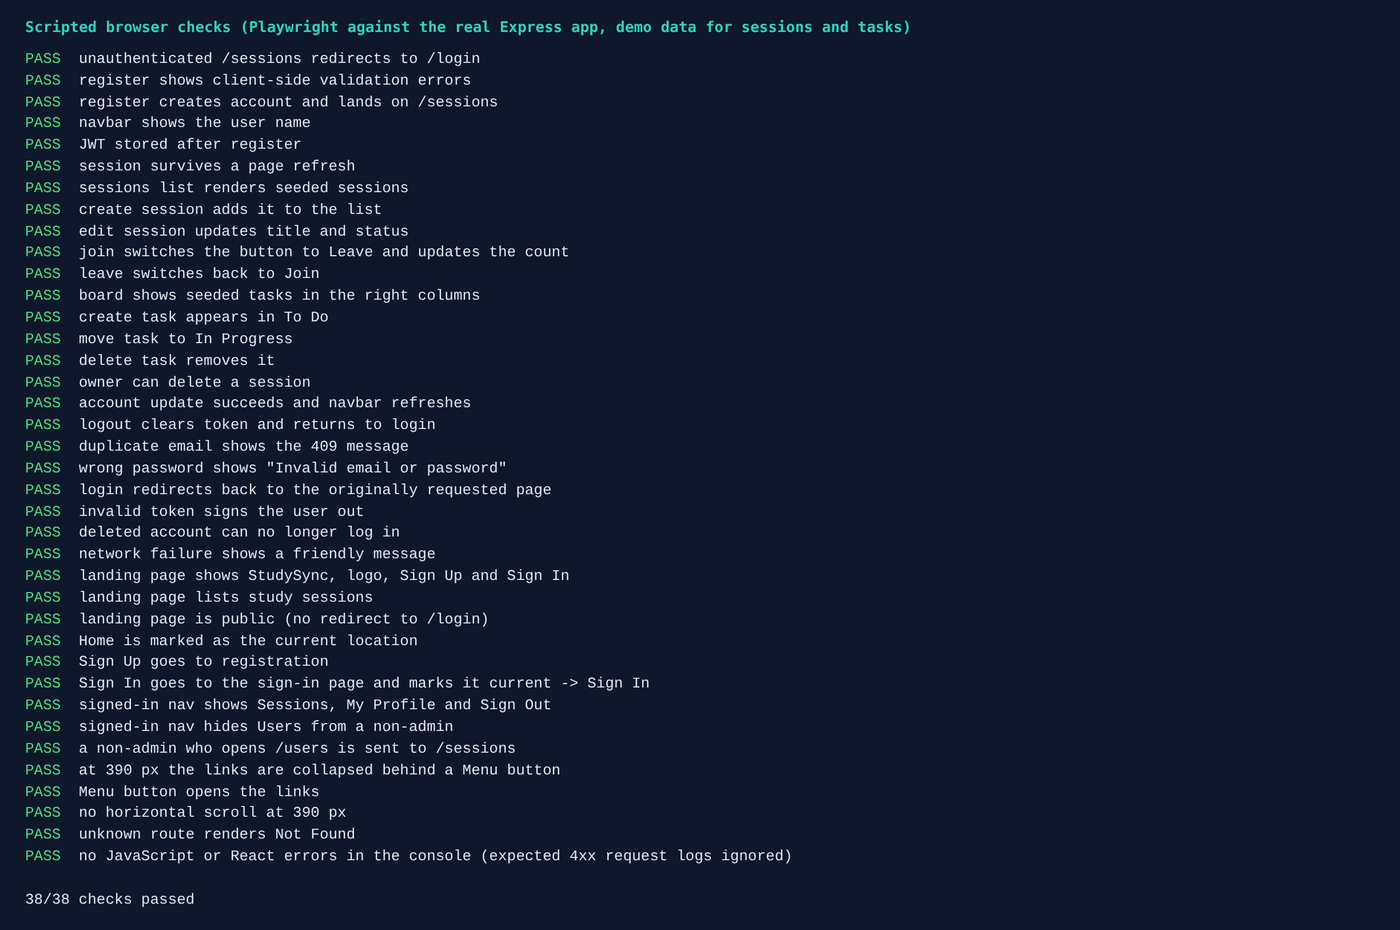 Scripted browser checks (Playwright against the real Express app, demo data for sessions and tasks)
PASS unauthenticated /sessions redirects to /login
PASS register shows client-side validation errors
PASS register creates account and lands on /sessions
PASS navbar shows the user name
PASS JWT stored after register
PASS session survives a page refresh
PASS sessions list renders seeded sessions
PASS create session adds it to the list
PASS edit session updates title and status
PASS join switches the button to Leave and updates the count
PASS leave switches back to Join
PASS board shows seeded tasks in the right columns
PASS create task appears in To Do
PASS move task to In Progress
PASS delete task removes it
PASS owner can delete a session
PASS account update succeeds and navbar refreshes
PASS logout clears token and returns to login
PASS duplicate email shows the 409 message
PASS wrong password shows "Invalid email or password"
PASS login redirects back to the originally requested page
PASS invalid token signs the user out
PASS deleted account can no longer log in
PASS network failure shows a friendly message
PASS landing page shows StudySync, logo, Sign Up and Sign In
PASS landing page lists study sessions
PASS landing page is public (no redirect to /login)
PASS Home is marked as the current location
PASS Sign Up goes to registration
PASS Sign In goes to the sign-in page and marks it current -> Sign In
PASS signed-in nav shows Sessions, My Profile and Sign Out
PASS signed-in nav hides Users from a non-admin
PASS a non-admin who opens /users is sent to /sessions
PASS at 390 px the links are collapsed behind a Menu button
PASS Menu button opens the links
PASS no horizontal scroll at 390 px
PASS unknown route renders Not Found
PASS no JavaScript or React errors in the console (expected 4xx request logs ignored)
38/38 checks passed